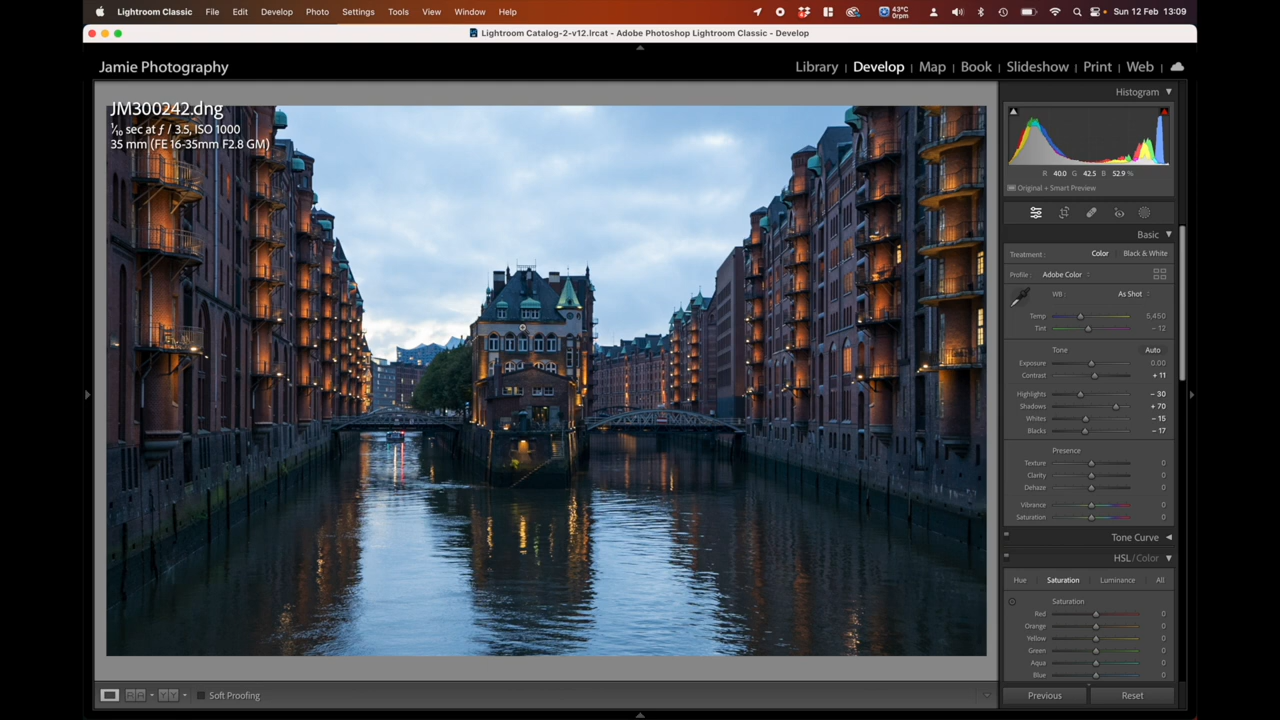 Lightroom Classic File Edit Develop Photo Settings Tools View Window Help 43°C 0rpm Sun 12 Feb 13:09
Lightroom Catalog-2-v12.lrcat - Adobe Photoshop Lightroom Classic - Develop
Jamie Photography Library | Develop | Map | Book | Slideshow | Print | Web
Histogram
JM300242.dng
1/10 sec at ƒ / 3.5, ISO 1000
35 mm (FE 16-35mm F2.8 GM)
R 40.0 G 42.5 B 52.9 %
Original + Smart Preview
Basic
Treatment : Color Black & White
Profile : Adobe Color
WB : As Shot
Temp 5,450
Tint – 12
Tone Auto
Exposure 0.00
Contrast + 11
Highlights – 30
Shadows + 70
Whites – 15
Blacks – 17
Presence
Texture 0
Clarity 0
Dehaze 0
Vibrance 0
Saturation 0
Tone Curve
HSL / Color
Hue Saturation Luminance All
Saturation
Red 0
Orange 0
Yellow 0
Green 0
Aqua 0
Blue 0
Soft Proofing Previous Reset